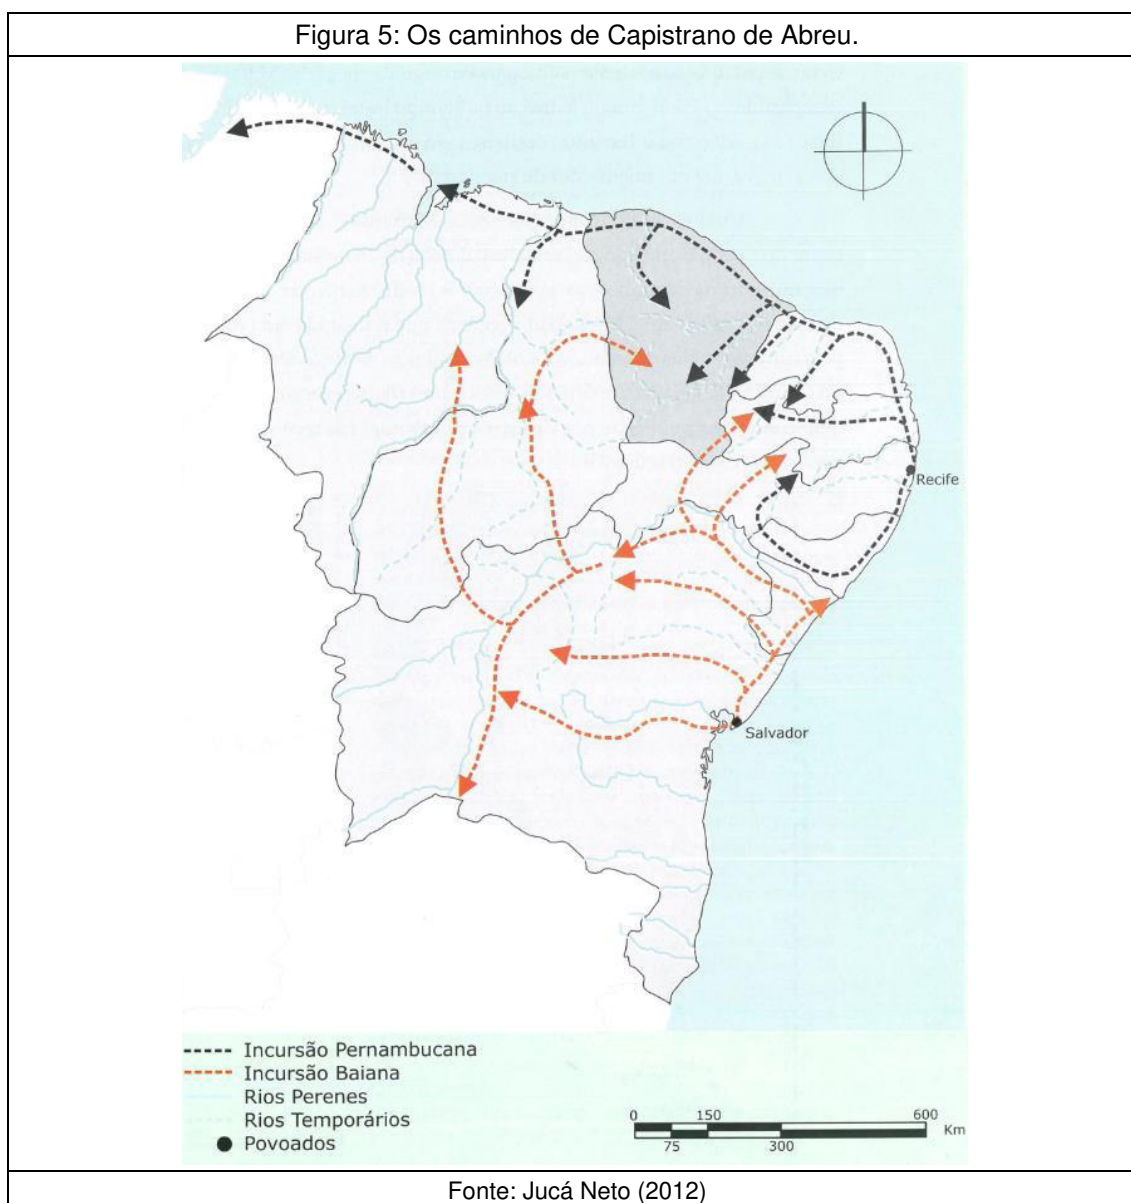 Figura 5: Os caminhos de Capistrano de Abreu.
Recife
Salvador
Incursão Pernambucana
Incursão Baiana
Rios Perenes
Rios Temporários
Povoados
0 150 600
Km
75 300
Fonte: Jucá Neto (2012)